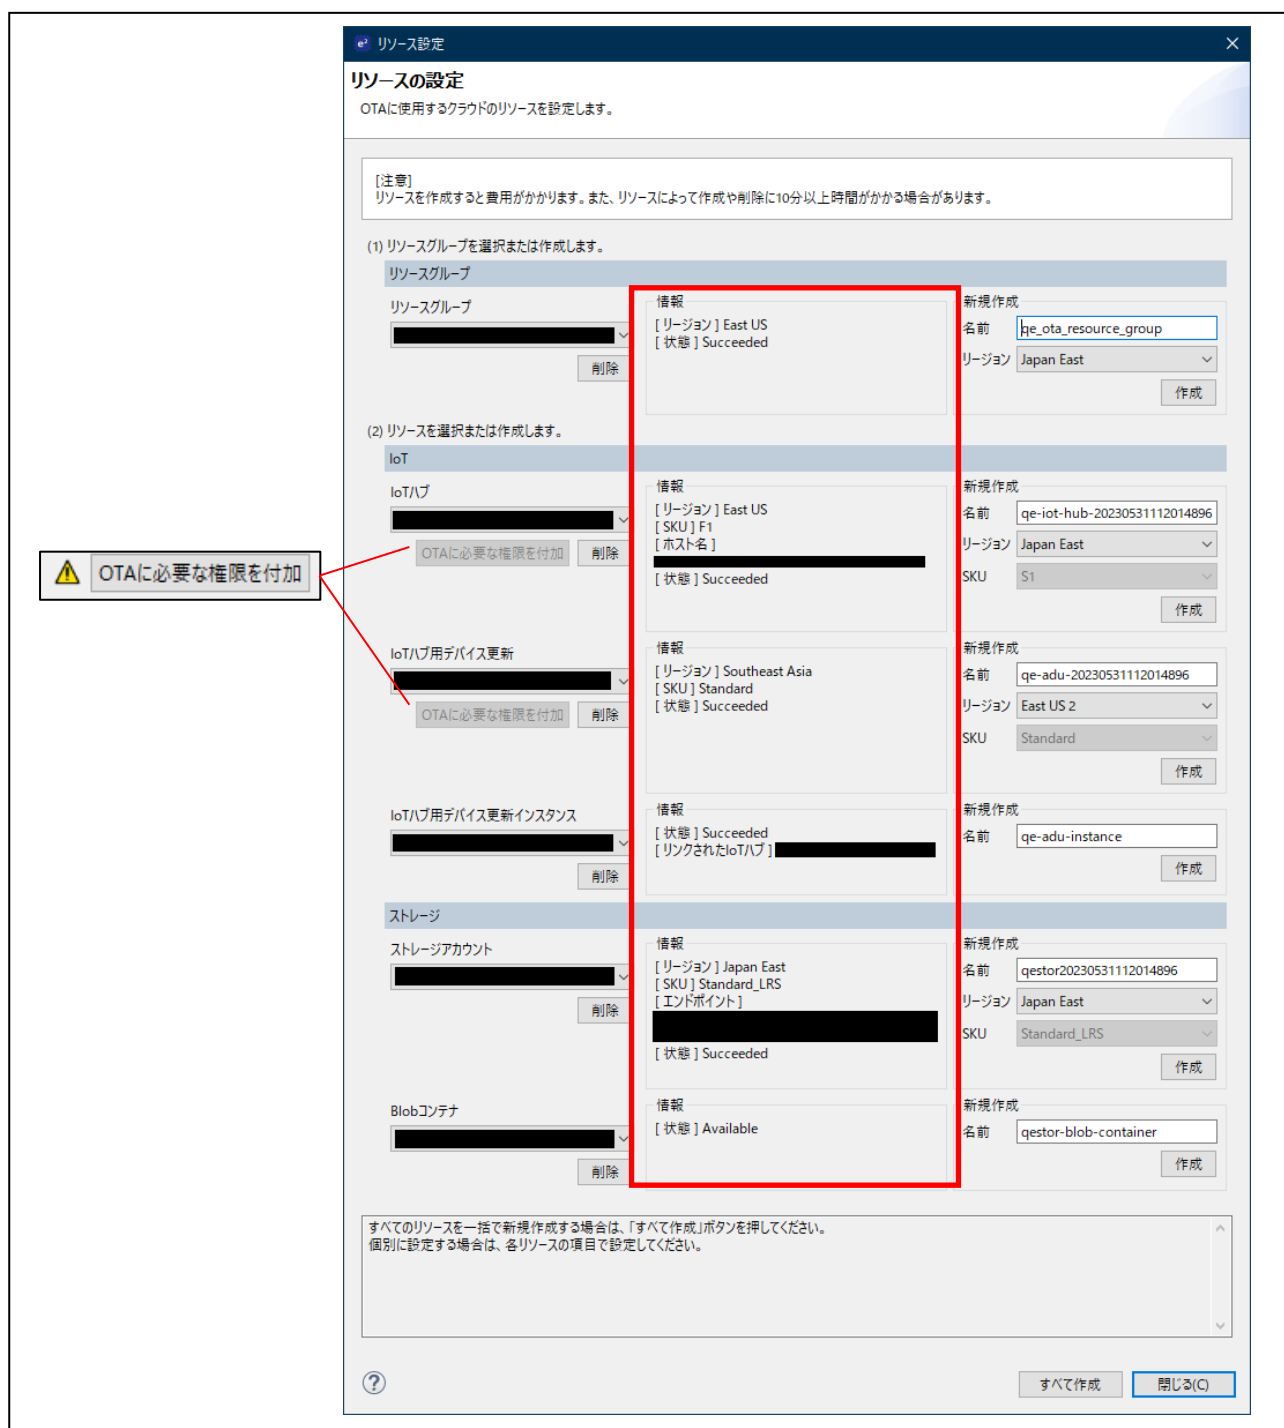 e² リソース設定
リソースの設定
OTAに使用するクラウドのリソースを設定します。
[注意]
リソースを作成すると費用がかかります。また、リソースによって作成や削除に10分以上時間がかかる場合があります。
(1) リソースグループを選択または作成します。
リソースグループ
リソースグループ
削除
情報
[ リージョン ] East US
[ 状態 ] Succeeded
新規作成
名前 qe_ota_resource_group
リージョン Japan East
作成
(2) リソースを選択または作成します。
IoT
IoTハブ
OTAに必要な権限を付加 削除
情報
[ リージョン ] East US
[ SKU ] F1
[ ホスト名 ]
[ 状態 ] Succeeded
新規作成
名前 qe-iot-hub-20230531112014896
リージョン Japan East
SKU S1
作成
OTAに必要な権限を付加
IoTハブ用デバイス更新
OTAに必要な権限を付加 削除
情報
[ リージョン ] Southeast Asia
[ SKU ] Standard
[ 状態 ] Succeeded
新規作成
名前 qe-adu-20230531112014896
リージョン East US 2
SKU Standard
作成
IoTハブ用デバイス更新インスタンス
削除
情報
[ 状態 ] Succeeded
[ リンクされたIoTハブ ]
新規作成
名前 qe-adu-instance
作成
ストレージ
ストレージアカウント
削除
情報
[ リージョン ] Japan East
[ SKU ] Standard_LRS
[ エンドポイント ]
[ 状態 ] Succeeded
新規作成
名前 qestor20230531112014896
リージョン Japan East
SKU Standard_LRS
作成
Blobコンテナ
削除
情報
[ 状態 ] Available
新規作成
名前 qestor-blob-container
作成
すべてのリソースを一括で新規作成する場合は、「すべて作成」ボタンを押してください。
個別に設定する場合は、各リソースの項目で設定してください。
?
すべて作成 閉じる(C)